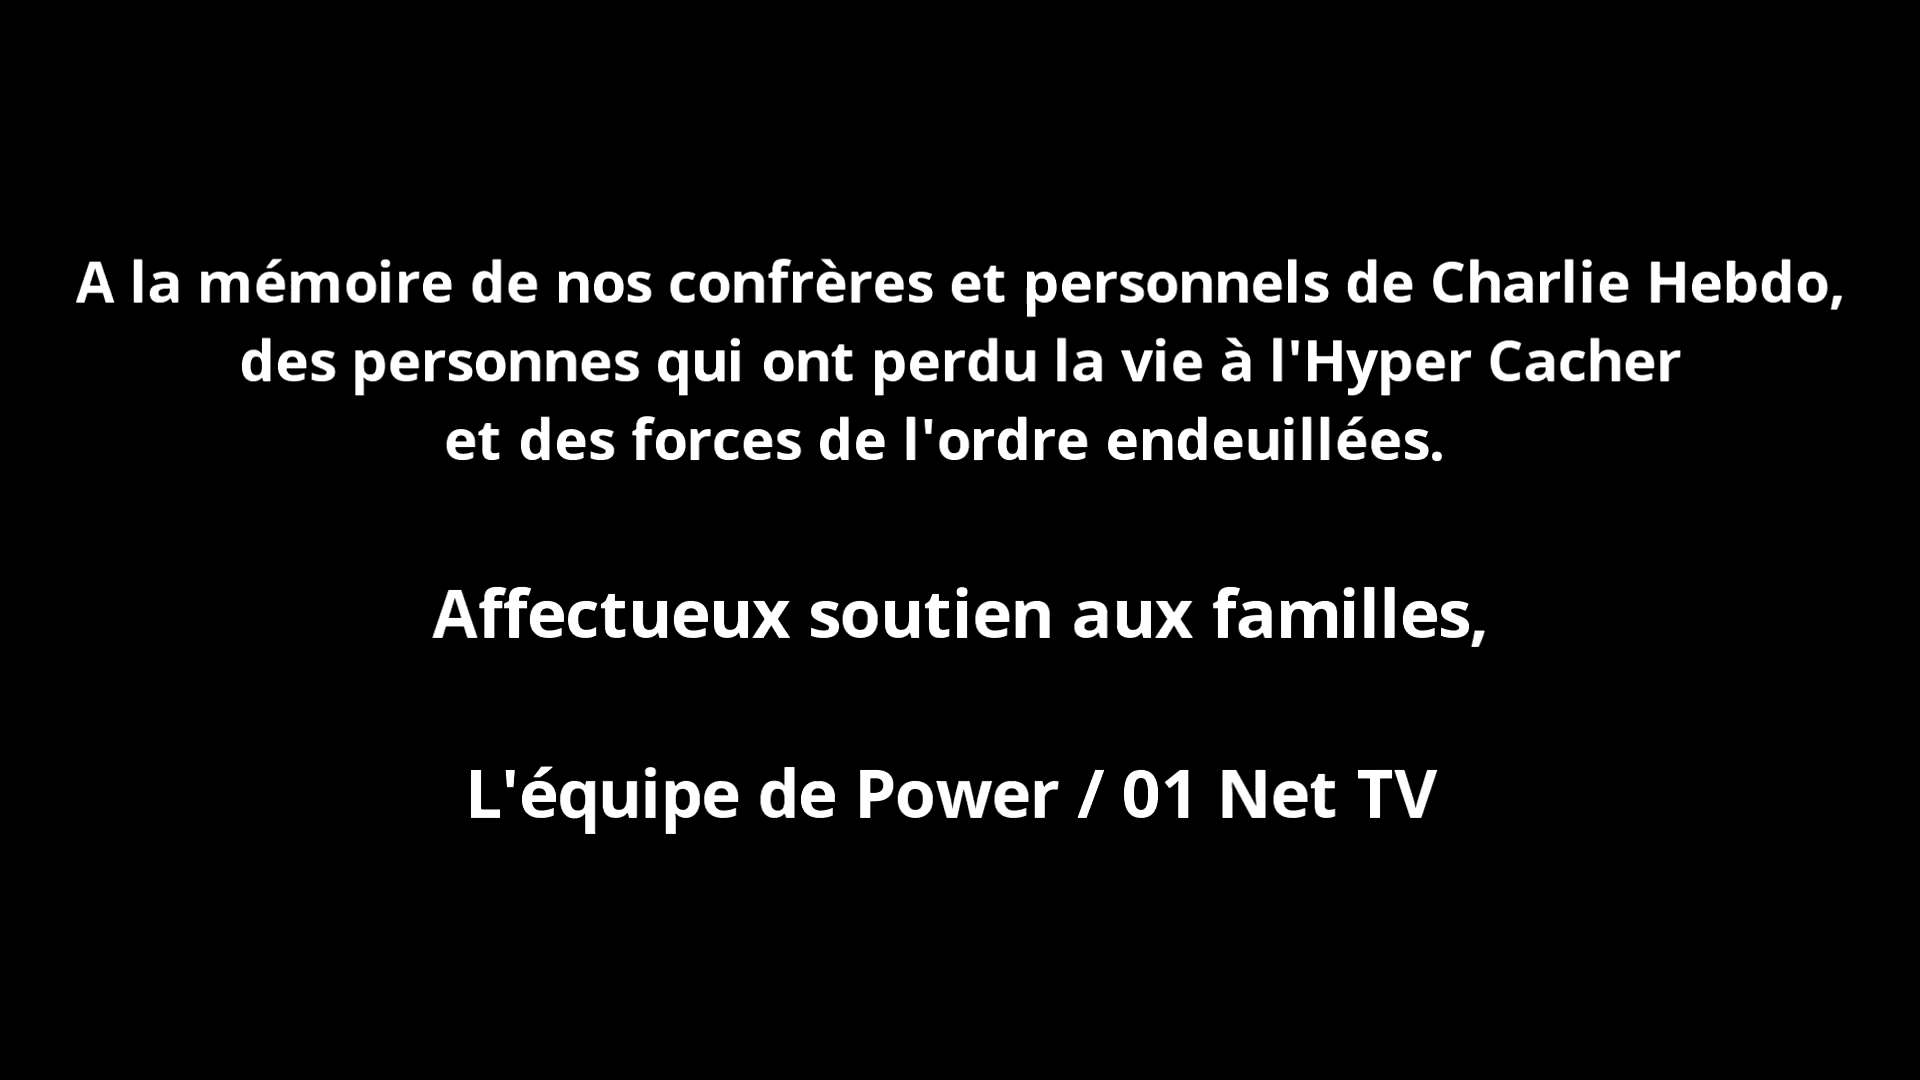 A la mémoire de nos confrères et personnels de Charlie Hebdo,
des personnes qui ont perdu la vie à l'Hyper Cacher
et des forces de l'ordre endeuillées.
Affectueux soutien aux familles,
L'équipe de Power / 01 Net TV